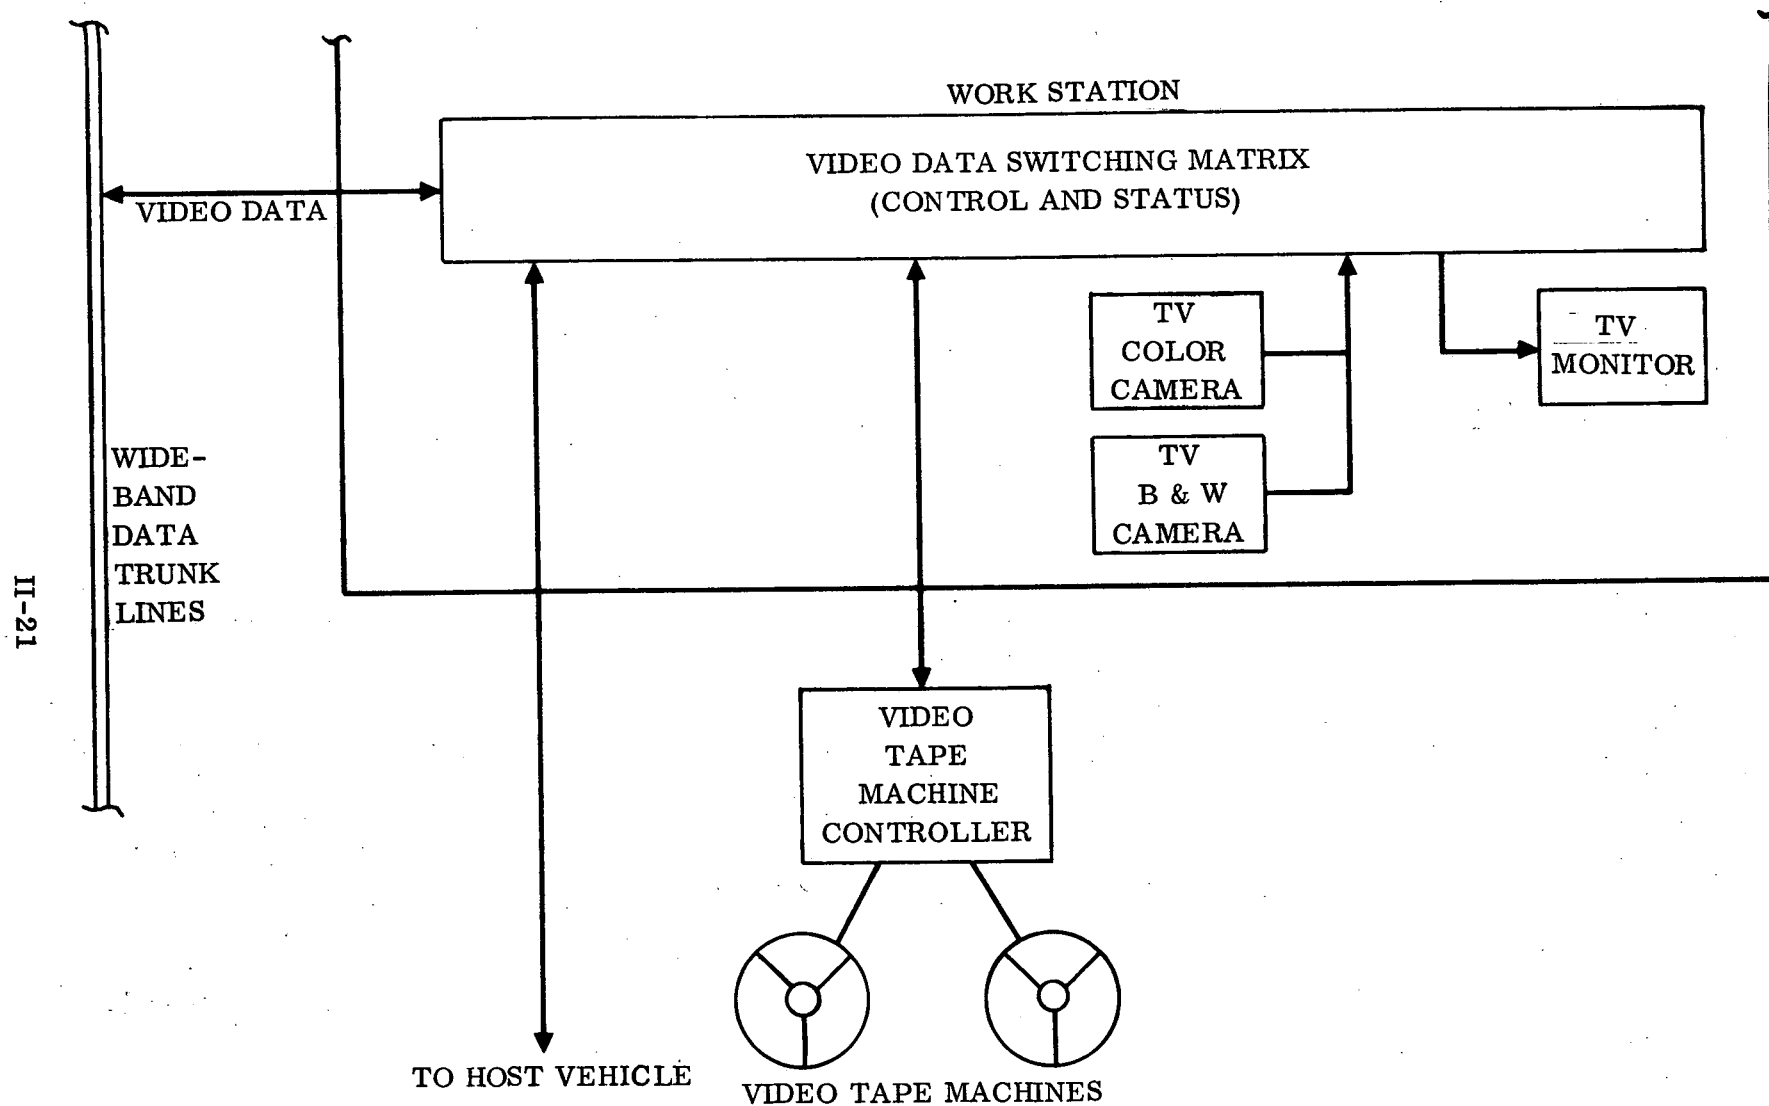 WORK STATION
VIDEO DATA SWITCHING MATRIX
(CONTROL AND STATUS)
VIDEO DATA
TV
COLOR
CAMERA
TV
MONITOR
TV
B & W
CAMERA
WIDE-
BAND
DATA
TRUNK
LINES
II-21
VIDEO
TAPE
MACHINE
CONTROLLER
TO HOST VEHICLE
VIDEO TAPE MACHINES